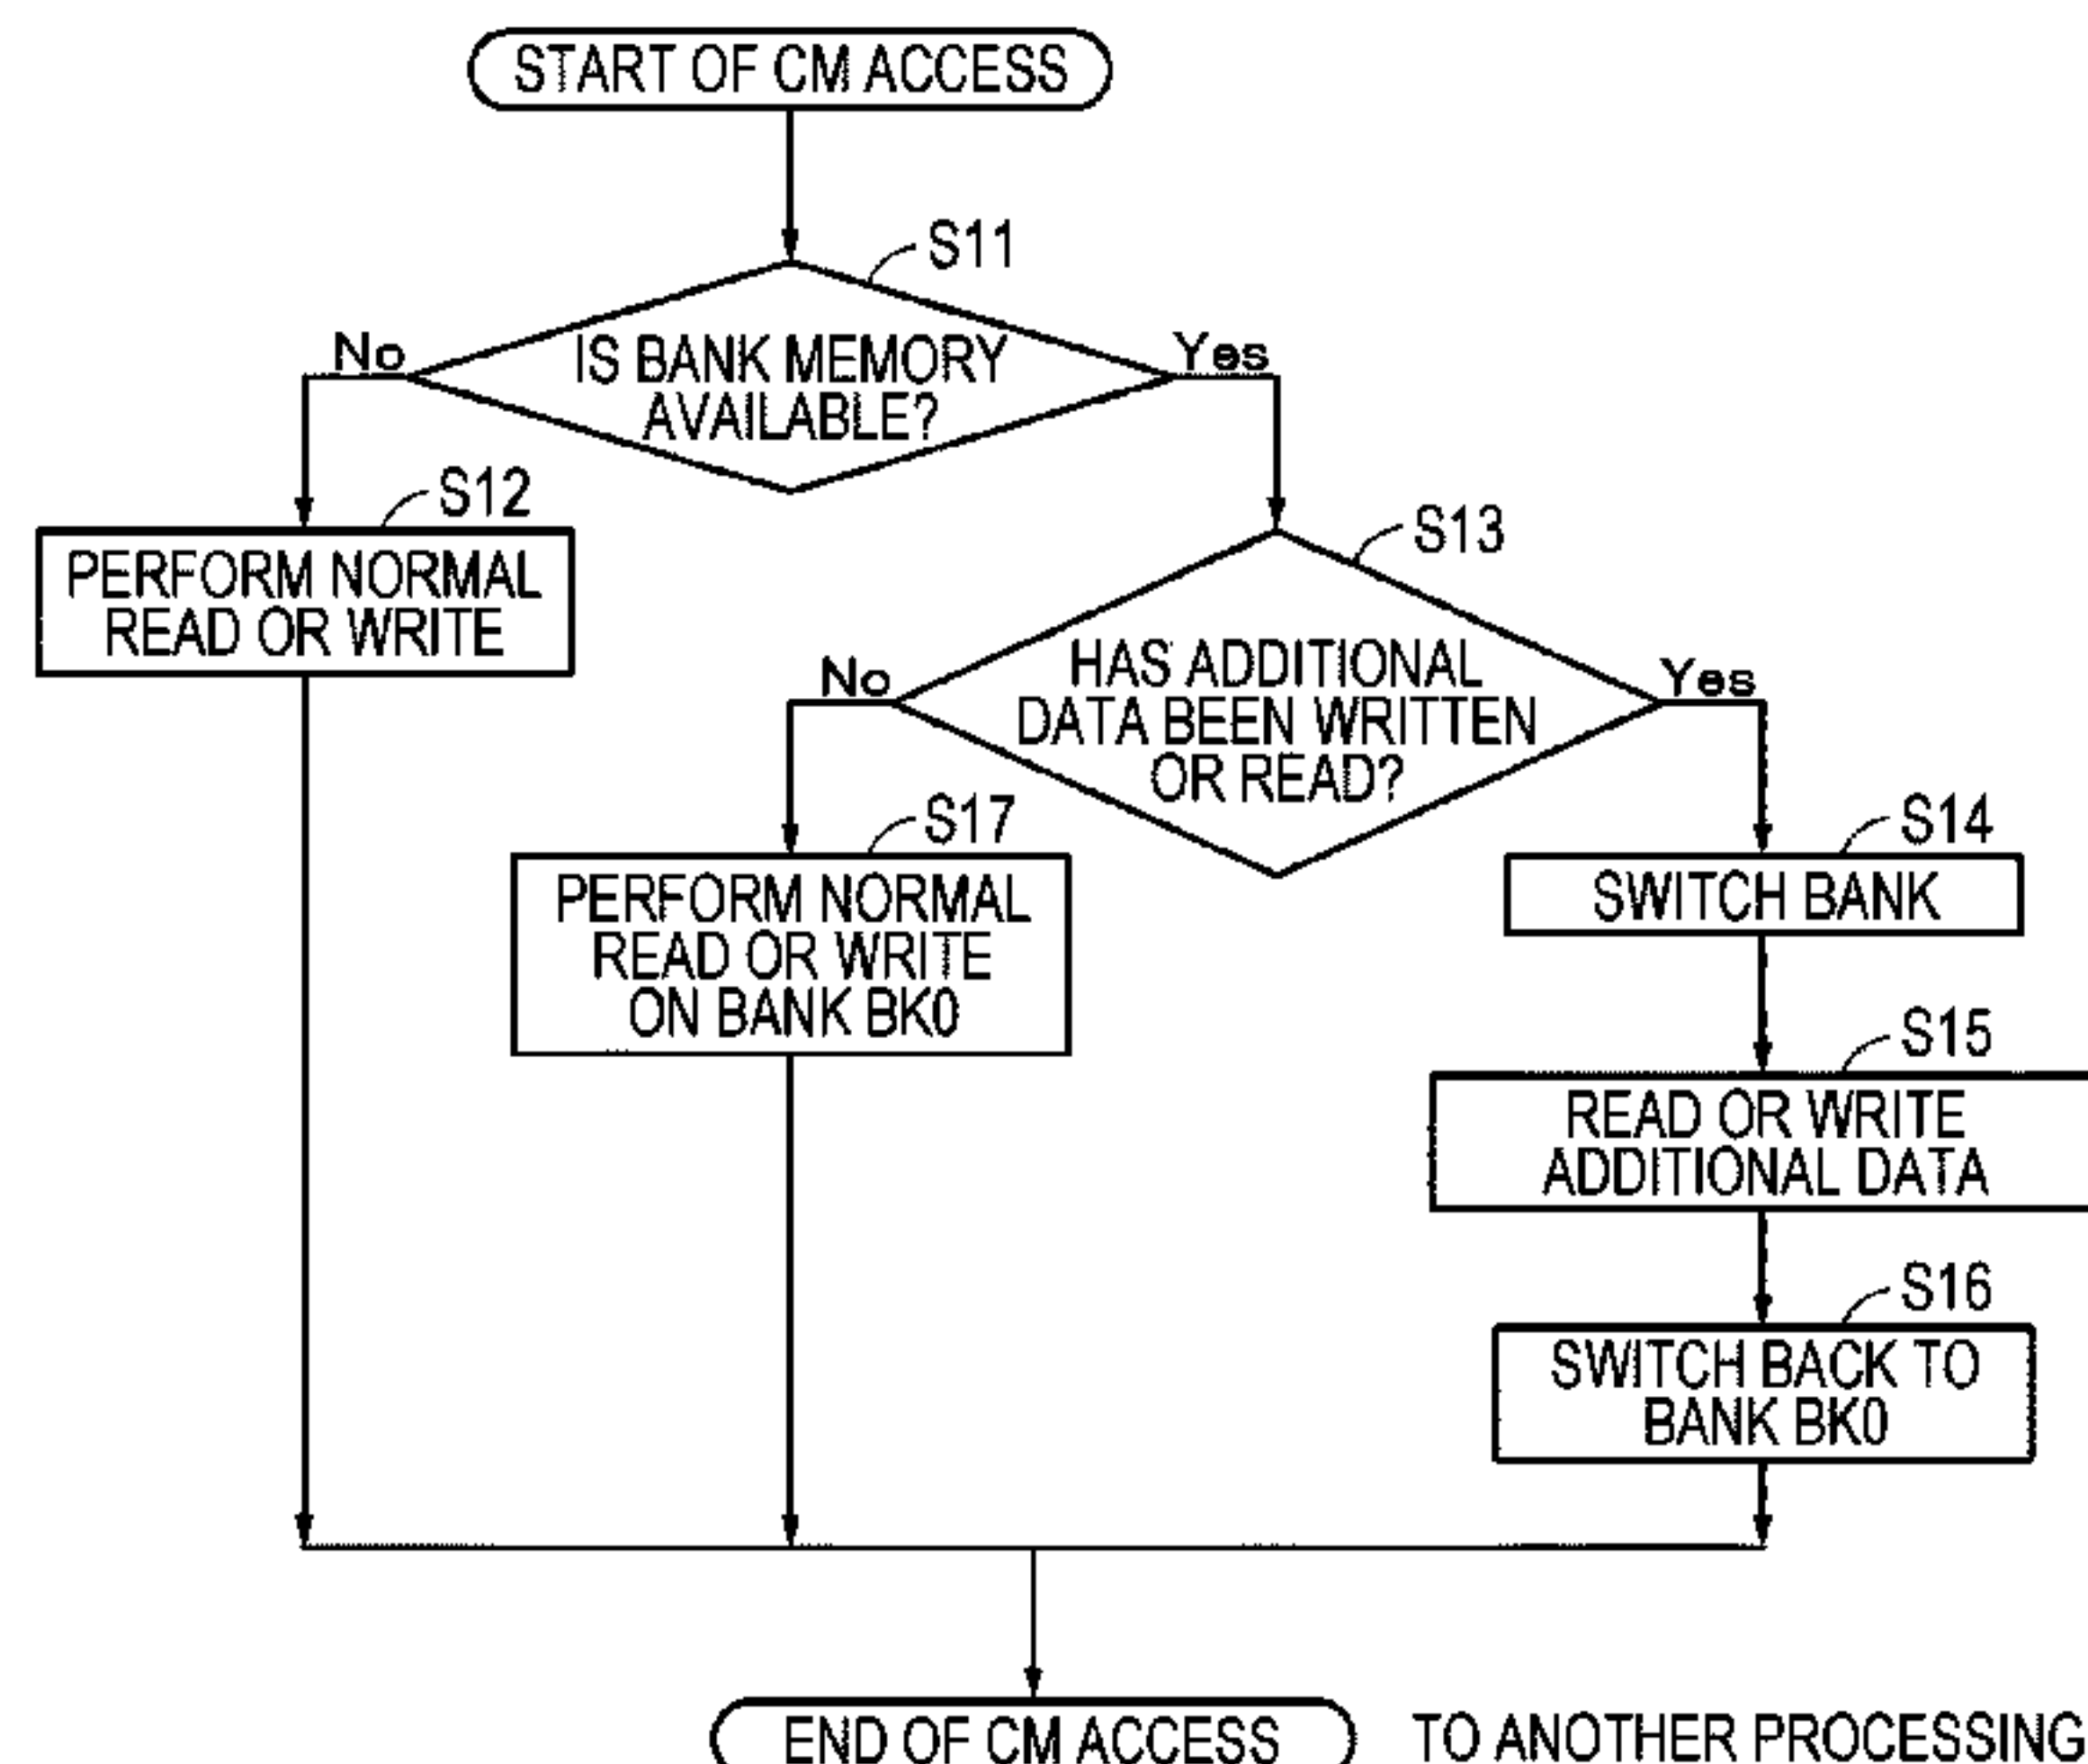 START OF CM ACCESS
S11
No
IS BANK MEMORY
AVAILABLE?
Yes
S12
PERFORM NORMAL
READ OR WRITE
S13
No
HAS ADDITIONAL
DATA BEEN WRITTEN
OR READ?
Yes
S17
PERFORM NORMAL
READ OR WRITE
ON BANK BK0
S14
SWITCH BANK
S15
READ OR WRITE
ADDITIONAL DATA
S16
SWITCH BACK TO
BANK BK0
END OF CM ACCESS
TO ANOTHER PROCESSING